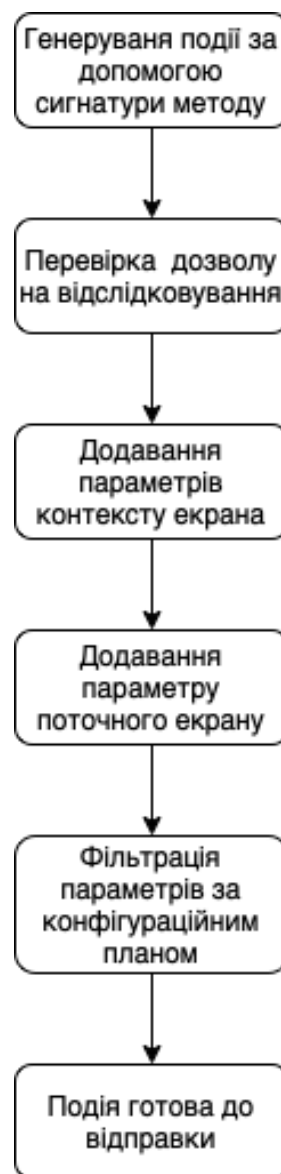 Генеруваня події за
допомогою
сигнатури методу
Перевірка дозволу
на відслідковування
Додавання
параметрів
контексту екрана
Додавання
параметру
поточного екрану
Фільтрація
параметрів за
конфігураційним
планом
Подія готова до
відправки